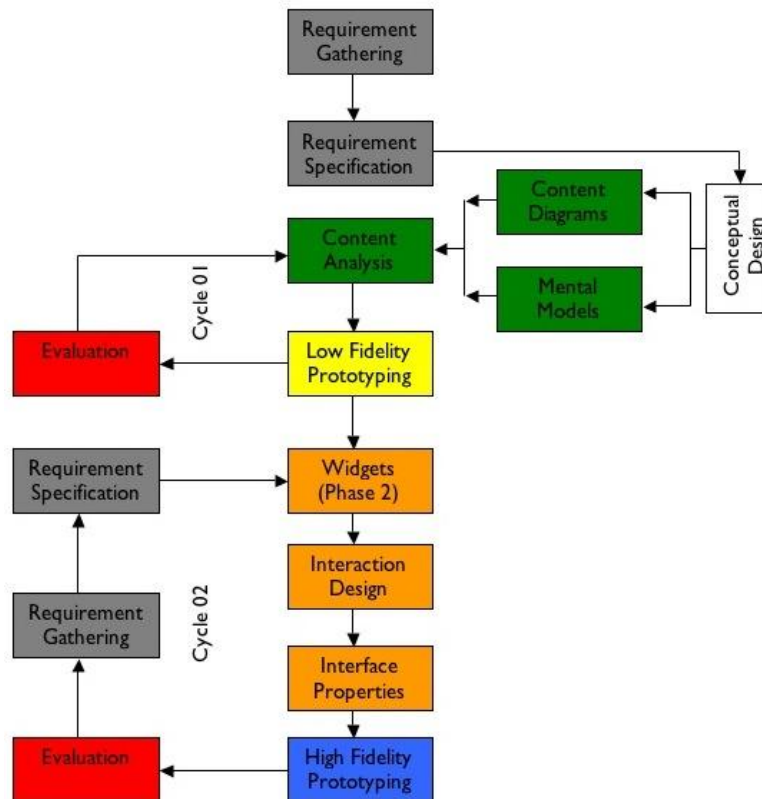 Requirement
Gathering
Requirement
Specification
Content
Diagrams
Conceptual
Design
Content
Analysis
Mental
Models
Cycle 01
Evaluation
Low Fidelity
Prototyping
Requirement
Specification
Widgets
(Phase 2)
Interaction
Design
Requirement
Gathering
Cycle 02
Interface
Properties
Evaluation
High Fidelity
Prototyping